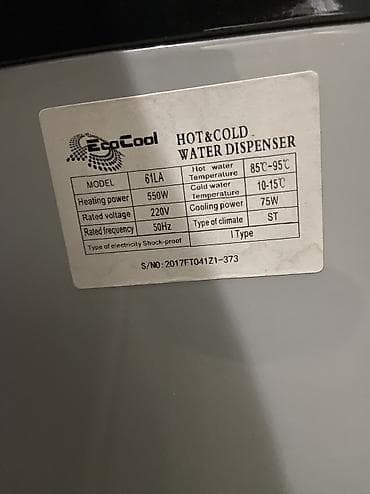 EcoCool
HOT&COLD
WATER DISPENSER
MODEL 61LA Hot water Temperature 85℃-95℃
Heating power 550W Cold water Temperature 10-15℃
Rated voltage 220V Cooling power 75W
Rated frequency 50Hz Type of climate ST
Type of electricity Shock-proof I Type
S/NO:2017FT041Z1-373